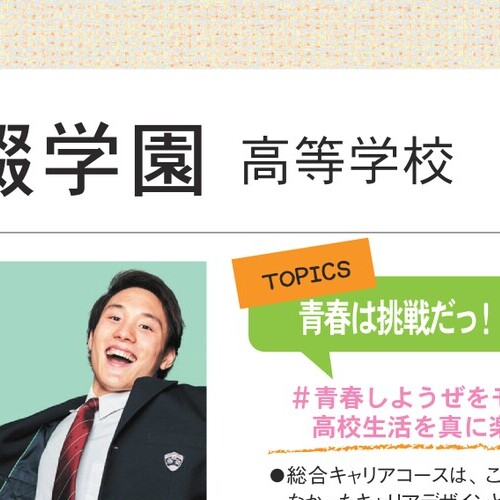 学園 高等学校
TOPICS
青春は挑戦だっ！
＃青春しようぜを
高校生活を真に
●総合キャリアコースは、こ